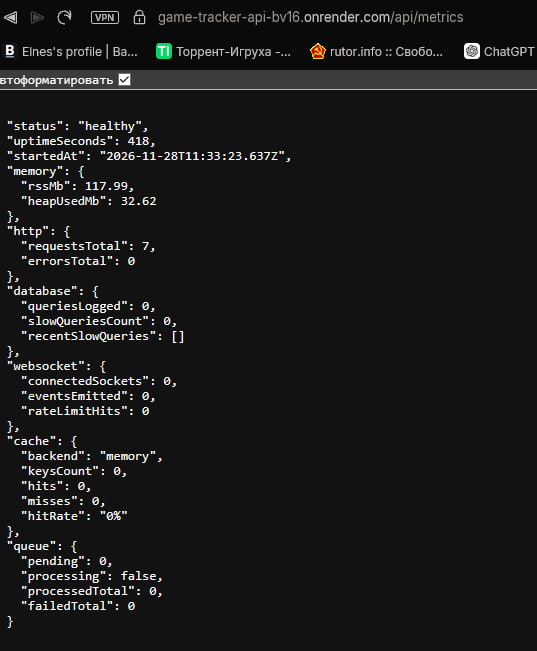 VPN game-tracker-api-bv16.onrender.com/api/metrics
B Elnes's profile | Ba... TI Торрент-Игруха -... rutor.info :: Свобо... ChatGPT
втоформатировать
"status": "healthy",
"uptimeSeconds": 418,
"startedAt": "2026-11-28T11:33:23.637Z",
"memory": {
"rssMb": 117.99,
"heapUsedMb": 32.62
},
"http": {
"requestsTotal": 7,
"errorsTotal": 0
},
"database": {
"queriesLogged": 0,
"slowQueriesCount": 0,
"recentSlowQueries": []
},
"websocket": {
"connectedSockets": 0,
"eventsEmitted": 0,
"rateLimitHits": 0
},
"cache": {
"backend": "memory",
"keysCount": 0,
"hits": 0,
"misses": 0,
"hitRate": "0%"
},
"queue": {
"pending": 0,
"processing": false,
"processedTotal": 0,
"failedTotal": 0
}